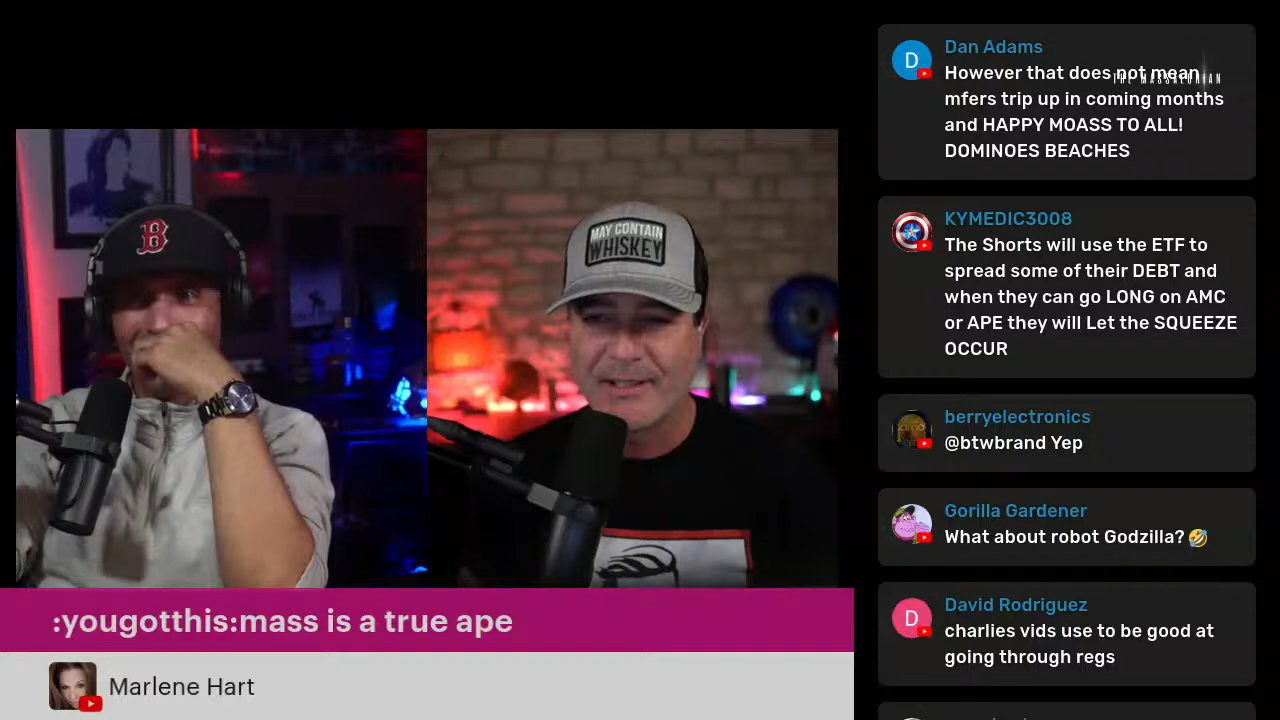 B
MAY CONTAIN
WHISKEY
:yougotthis:mass is a true ape
Marlene Hart
Dan Adams
However that does not mean
mfers trip up in coming months
and HAPPY MOASS TO ALL!
DOMINOES BEACHES
KYMEDIC3008
The Shorts will use the ETF to
spread some of their DEBT and
when they can go LONG on AMC
or APE they will Let the SQUEEZE
OCCUR
berryelectronics
@btwbrand Yep
Gorilla Gardener
What about robot Godzilla?🤣
David Rodriguez
charlies vids use to be good at
going through regs
D
D